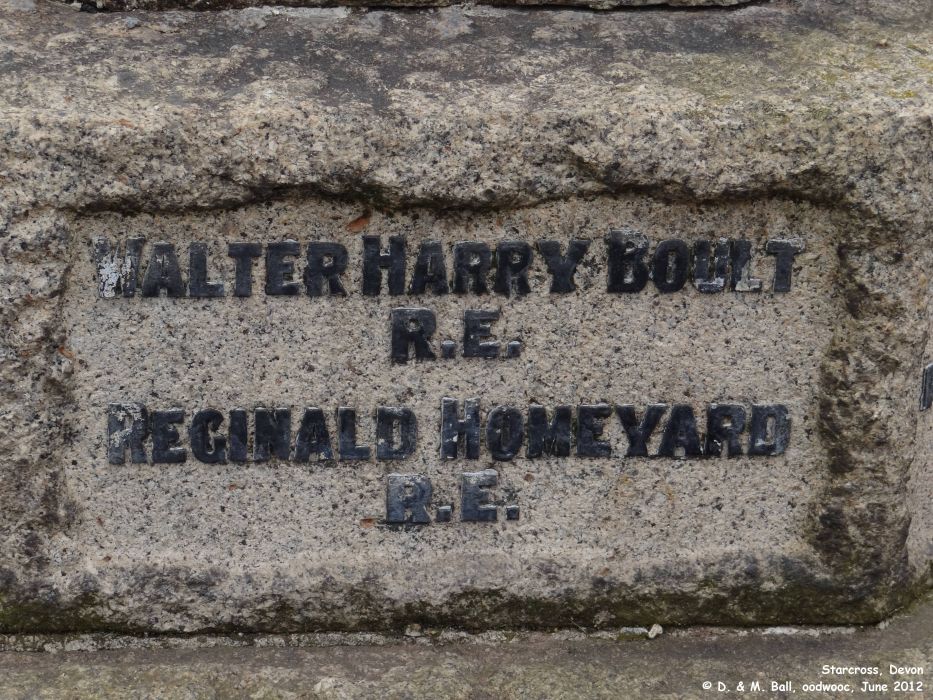 Walter Harry Boult
R.E.
Reginald Homeyard
R.E.
Starcross, Devon
© D. & M. Ball, oodwooc, June 2012